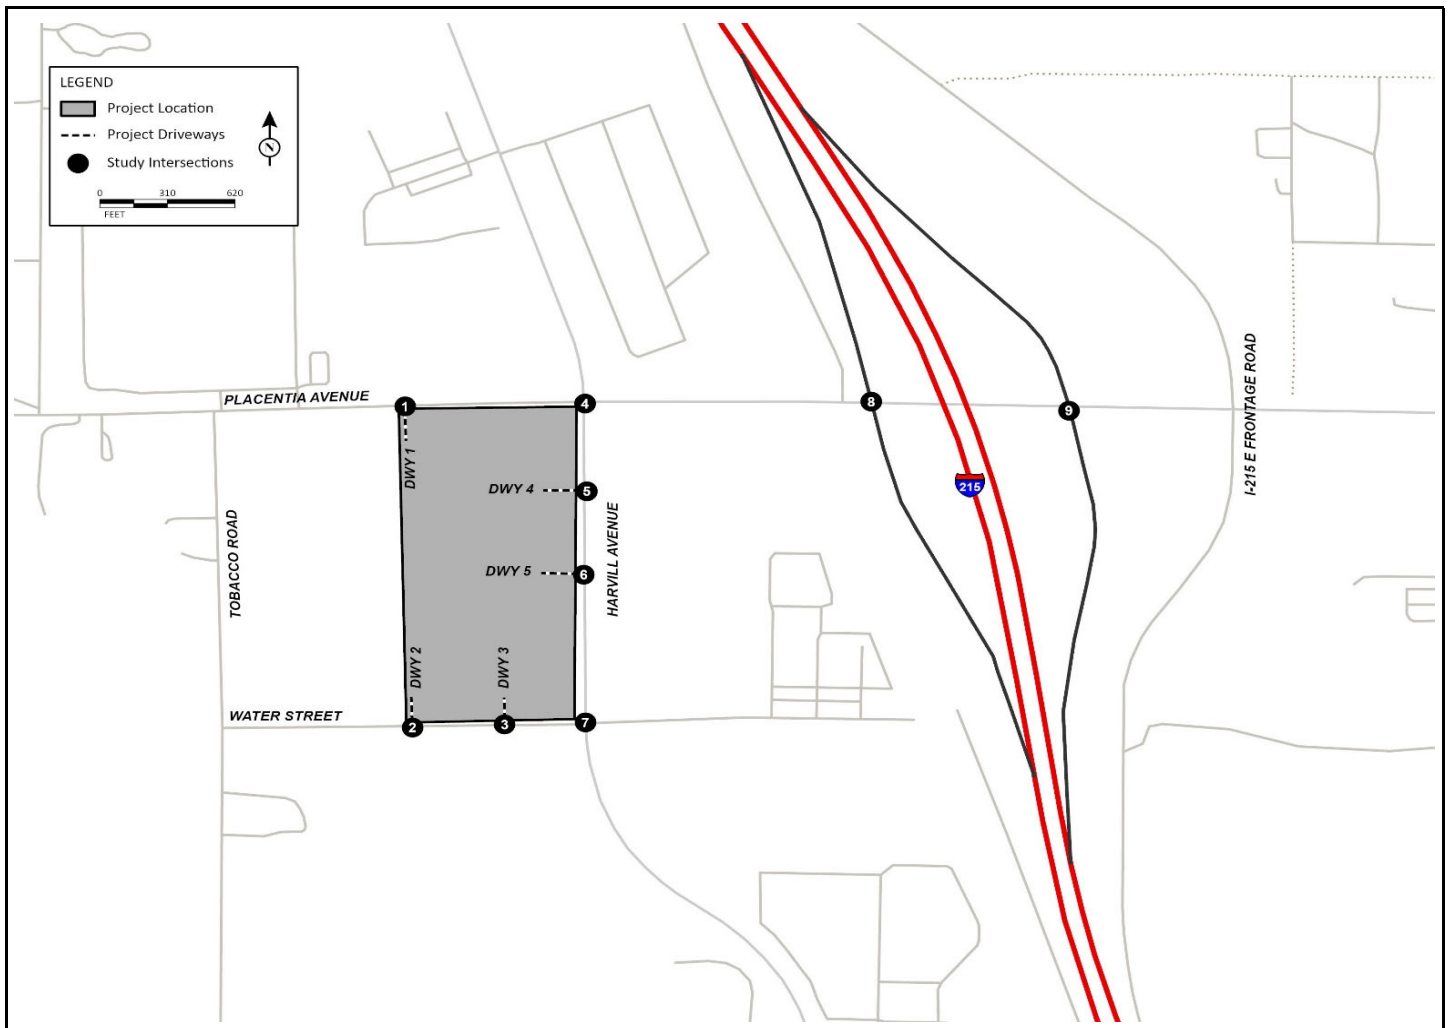 LEGEND
Project Location
N
Project Driveways
Study Intersections
0 310 620
FEET
PLACENTIA AVENUE
1
4
8
9
I-215 E FRONTAGE ROAD
DWY 1
DWY 4
5
215
HARVILL AVENUE
TOBACCO ROAD
DWY 5
6
DWY 2
DWY 3
WATER STREET
2
3
7